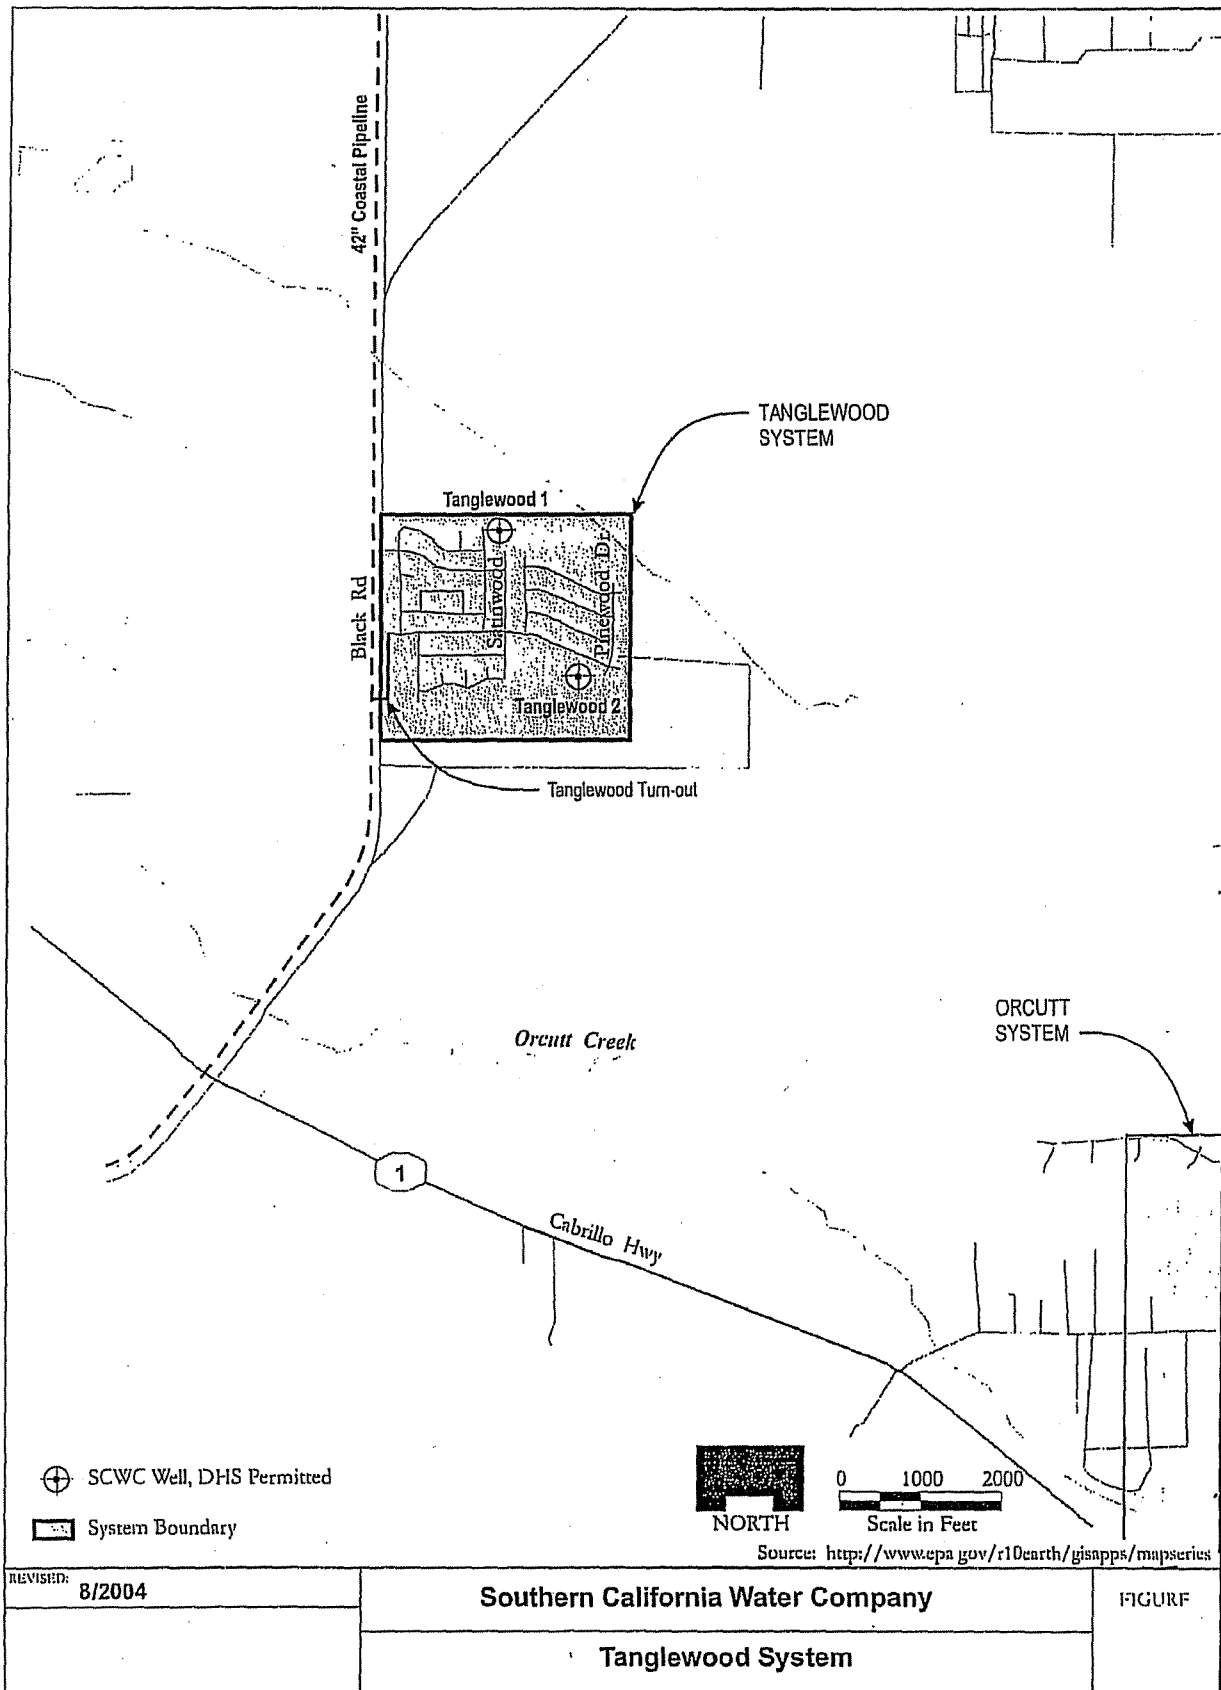 42" Coastal Pipeline
TANGLEWOOD
SYSTEM
Tanglewood 1
Black Rd
Satinwood
Pinewood Dr.
Tanglewood 2
Tanglewood Turn-out
Orcutt Creek
ORCUTT
SYSTEM
1
Cabrillo Hwy
SCWC Well, DHS Permitted
System Boundary
NORTH
0 1000 2000
Scale in Feet
Source: http://www.epa.gov/r10earth/gisapps/mapseries
REVISED: 8/2004
Southern California Water Company
FIGURE
Tanglewood System